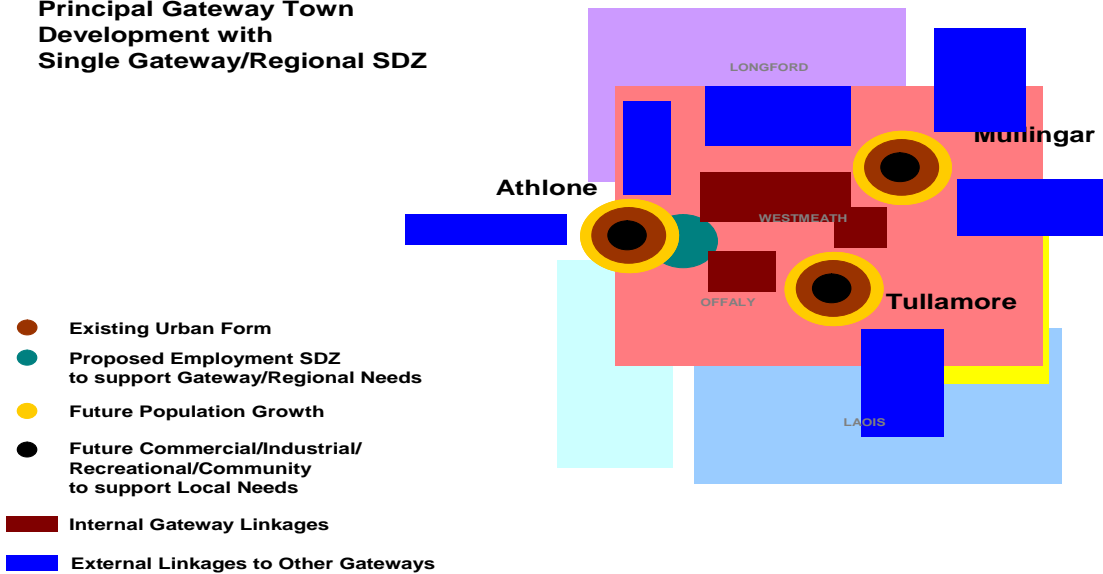 Principal Gateway Town
Development with
Single Gateway/Regional SDZ
LONGFORD
Mullingar
Athlone
WESTMEATH
OFFALY
Tullamore
LAOIS
Existing Urban Form
Proposed Employment SDZ
to support Gateway/Regional Needs
Future Population Growth
Future Commercial/Industrial/
Recreational/Community
to support Local Needs
Internal Gateway Linkages
External Linkages to Other Gateways